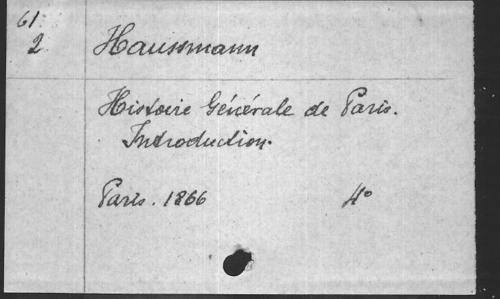 61.
2
Haussmann
Histoire Générale de Paris.
Introduction.
Paris. 1866 4°